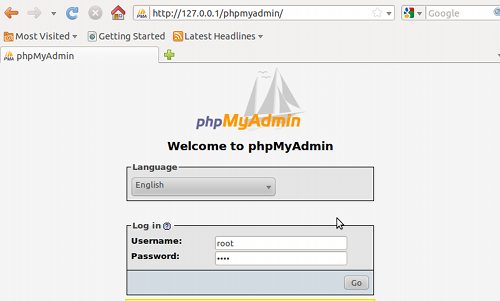 http://127.0.0.1/phpmyadmin/
Google
Most Visited Getting Started Latest Headlines
phpMyAdmin
phpMyAdmin
Welcome to phpMyAdmin
Language
English
Log in
Username: root
Password: ••••
Go